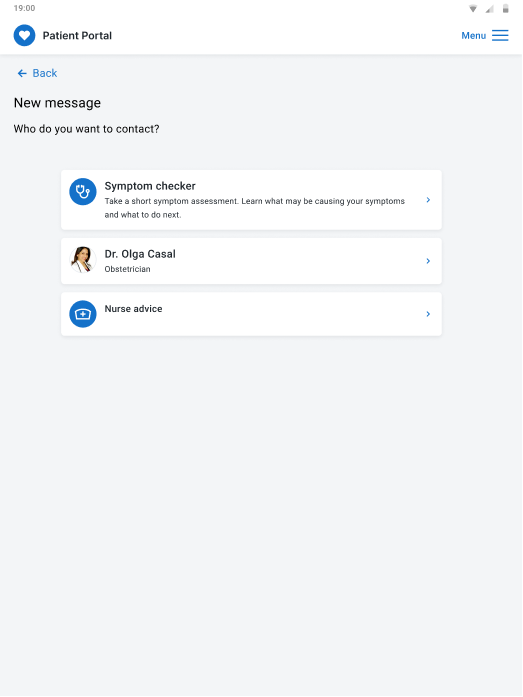 19:00
Patient Portal
Menu
Back
New message
Who do you want to contact?
Symptom checker
Take a short symptom assessment. Learn what may be causing your symptoms
and what to do next.
Dr. Olga Casal
Obstetrician
Nurse advice